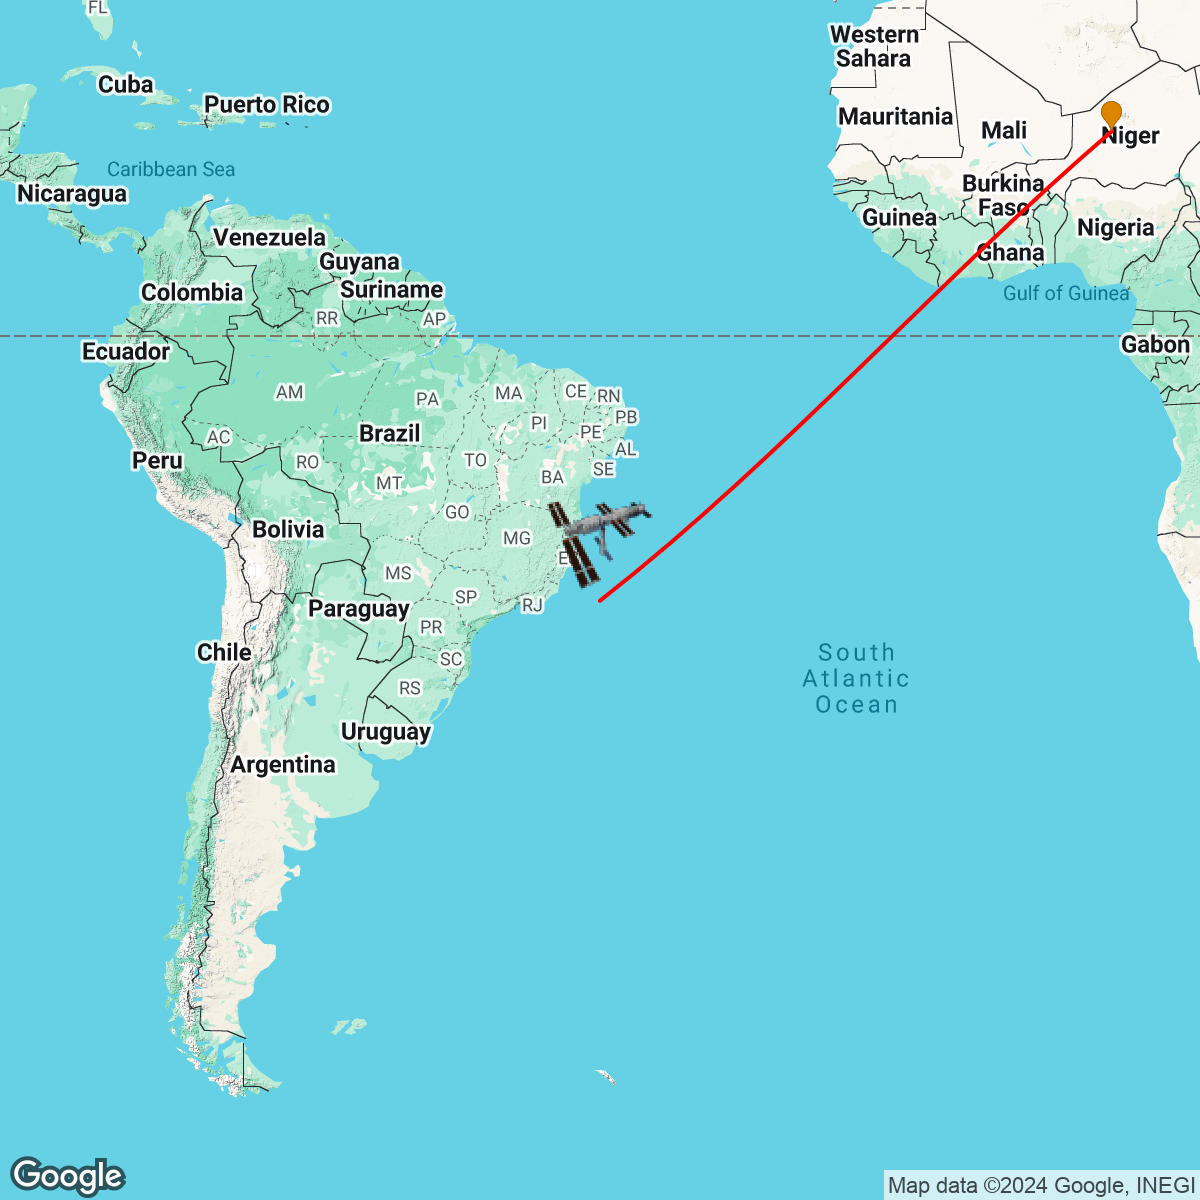 FL
Western
Sahara
Cuba
Puerto Rico
Mauritania
Mali
Niger
Caribbean Sea
Nicaragua
Burkina
Faso
Guinea
Nigeria
Venezuela
Ghana
Guyana
Suriname
Colombia
Gulf of Guinea
RR
AP
Ecuador
Gabon
AM
PA
MA
CE
RN
PB
PI
PE
Brazil
AC
AL
Peru
RO
TO
SE
MT
BA
GO
Bolivia
MG
MS
SP
RJ
Paraguay
PR
Chile
SC
South
Atlantic
Ocean
RS
Uruguay
Argentina
Google
Map data ©2024 Google, INEGI